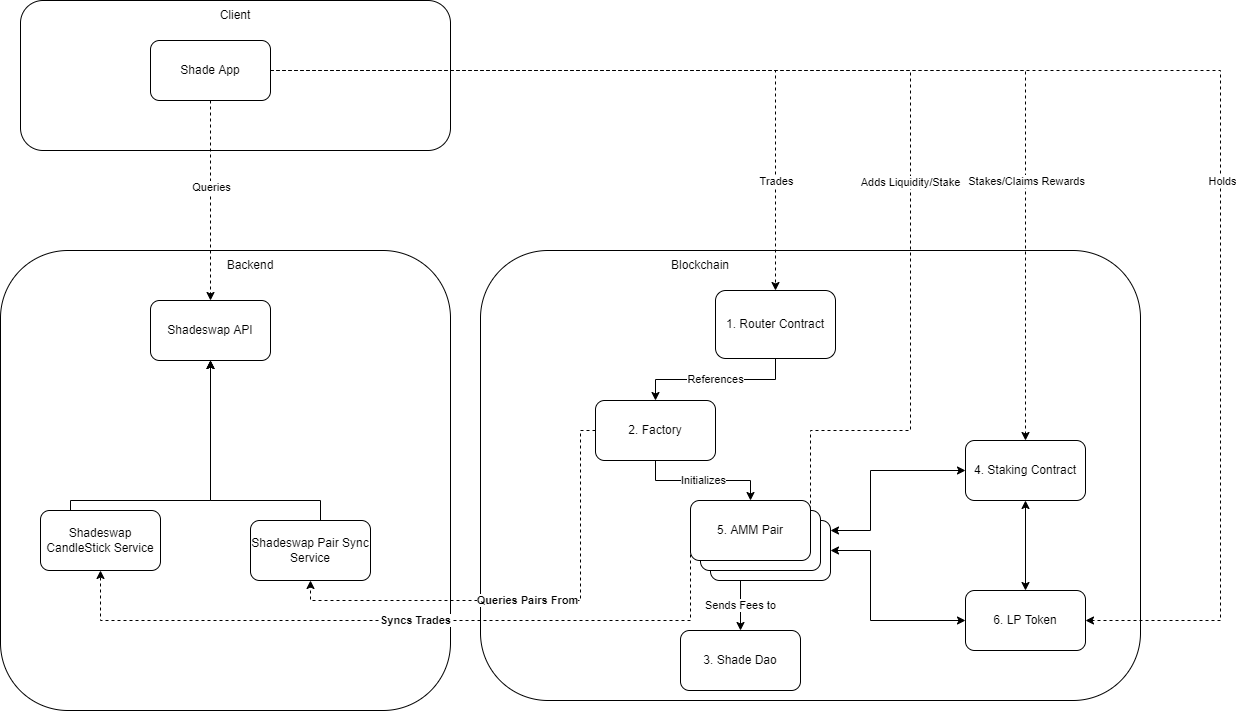 Client
Shade App
Queries
Trades
Adds Liquidity/Stake
Stakes/Claims Rewards
Holds
Backend
Blockchain
Shadeswap API
1. Router Contract
References
2. Factory
Initializes
4. Staking Contract
5. AMM Pair
Shadeswap
CandleStick Service
Shadeswap Pair Sync
Service
Queries Pairs From
Sends Fees to
Syncs Trades
6. LP Token
3. Shade Dao